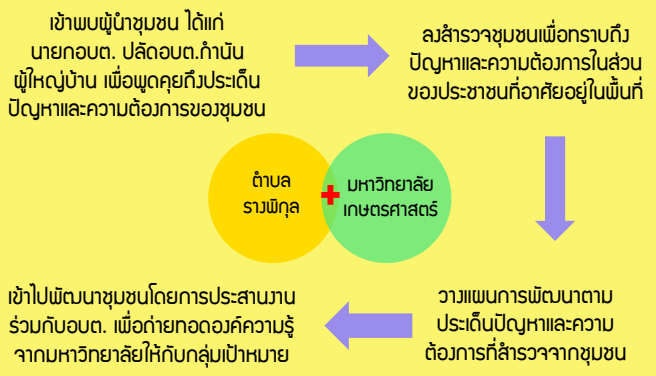 เข้าพบผู้นำชุมชน ได้แก่
นายกอบต. ปลัดอบต.กำนัน
ผู้ใหญ่บ้าน เพื่อพูดคุยถึงประเด็น
ปัญหาและความต้องการของชุมชน
ลงสำรวจชุมชนเพื่อทราบถึง
ปัญหาและความต้องการในส่วน
ของประชาชนที่อาศัยอยู่ในพื้นที่
ตำบล
รางพิกุล
มหาวิทยาลัย
เกษตรศาสตร์
วางแผนการพัฒนาตาม
ประเด็นปัญหาและความ
ต้องการที่สำรวจจากชุมชน
เข้าไปพัฒนาชุมชนโดยการประสานงาน
ร่วมกับอบต. เพื่อถ่ายทอดองค์ความรู้
จากมหาวิทยาลัยให้กับกลุ่มเป้าหมาย